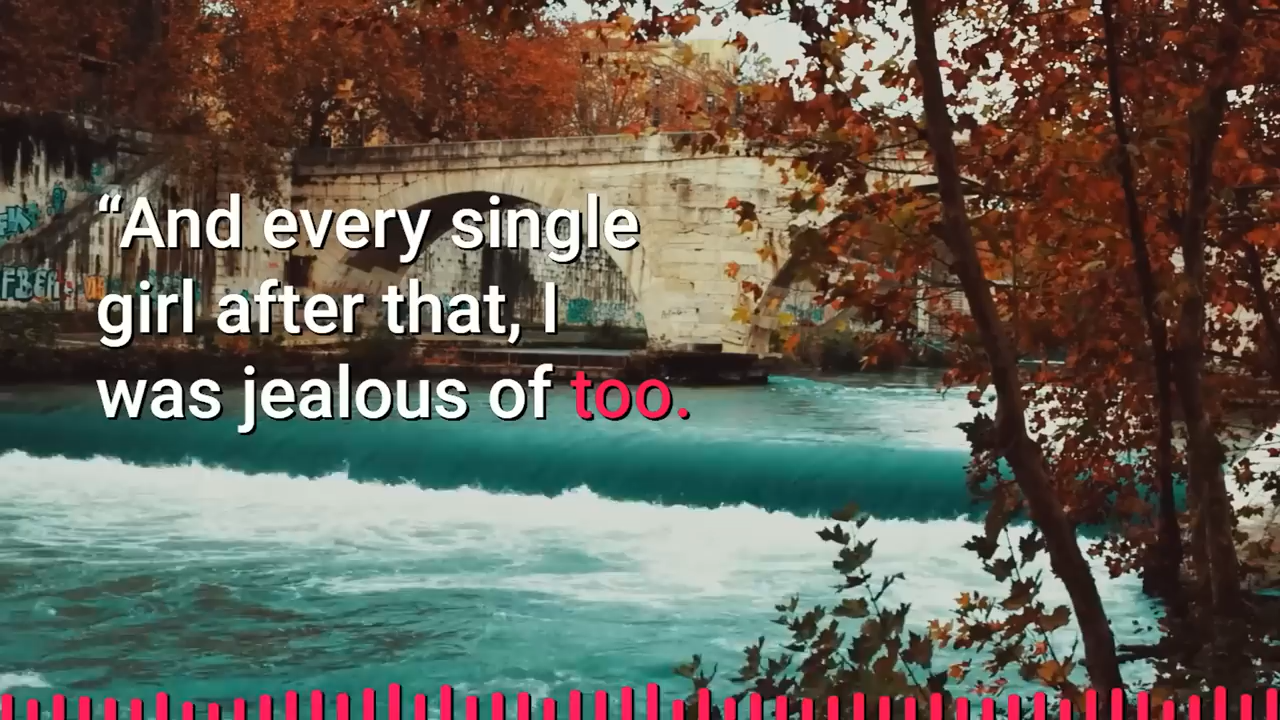 “And every single
girl after that, I
was jealous of too.